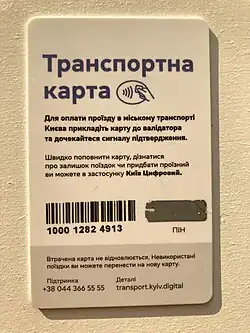 Транспортна
карта
Для оплати проїзду в міському транспорті
Києва прикладіть карту до валідатора
та дочекайтеся сигналу підтвердження.
Швидко поповнити карту, дізнатися
про залишок поїздок чи придбати проїзний
ви можете в застосунку Київ Цифровий.
1000 1282 4913
ПІН
Втрачена карта не відновлюється. Невикористані
поїздки ви можете перенести на нову карту.
Підтримка Деталі
+38 044 366 55 55 transport.kyiv.digital